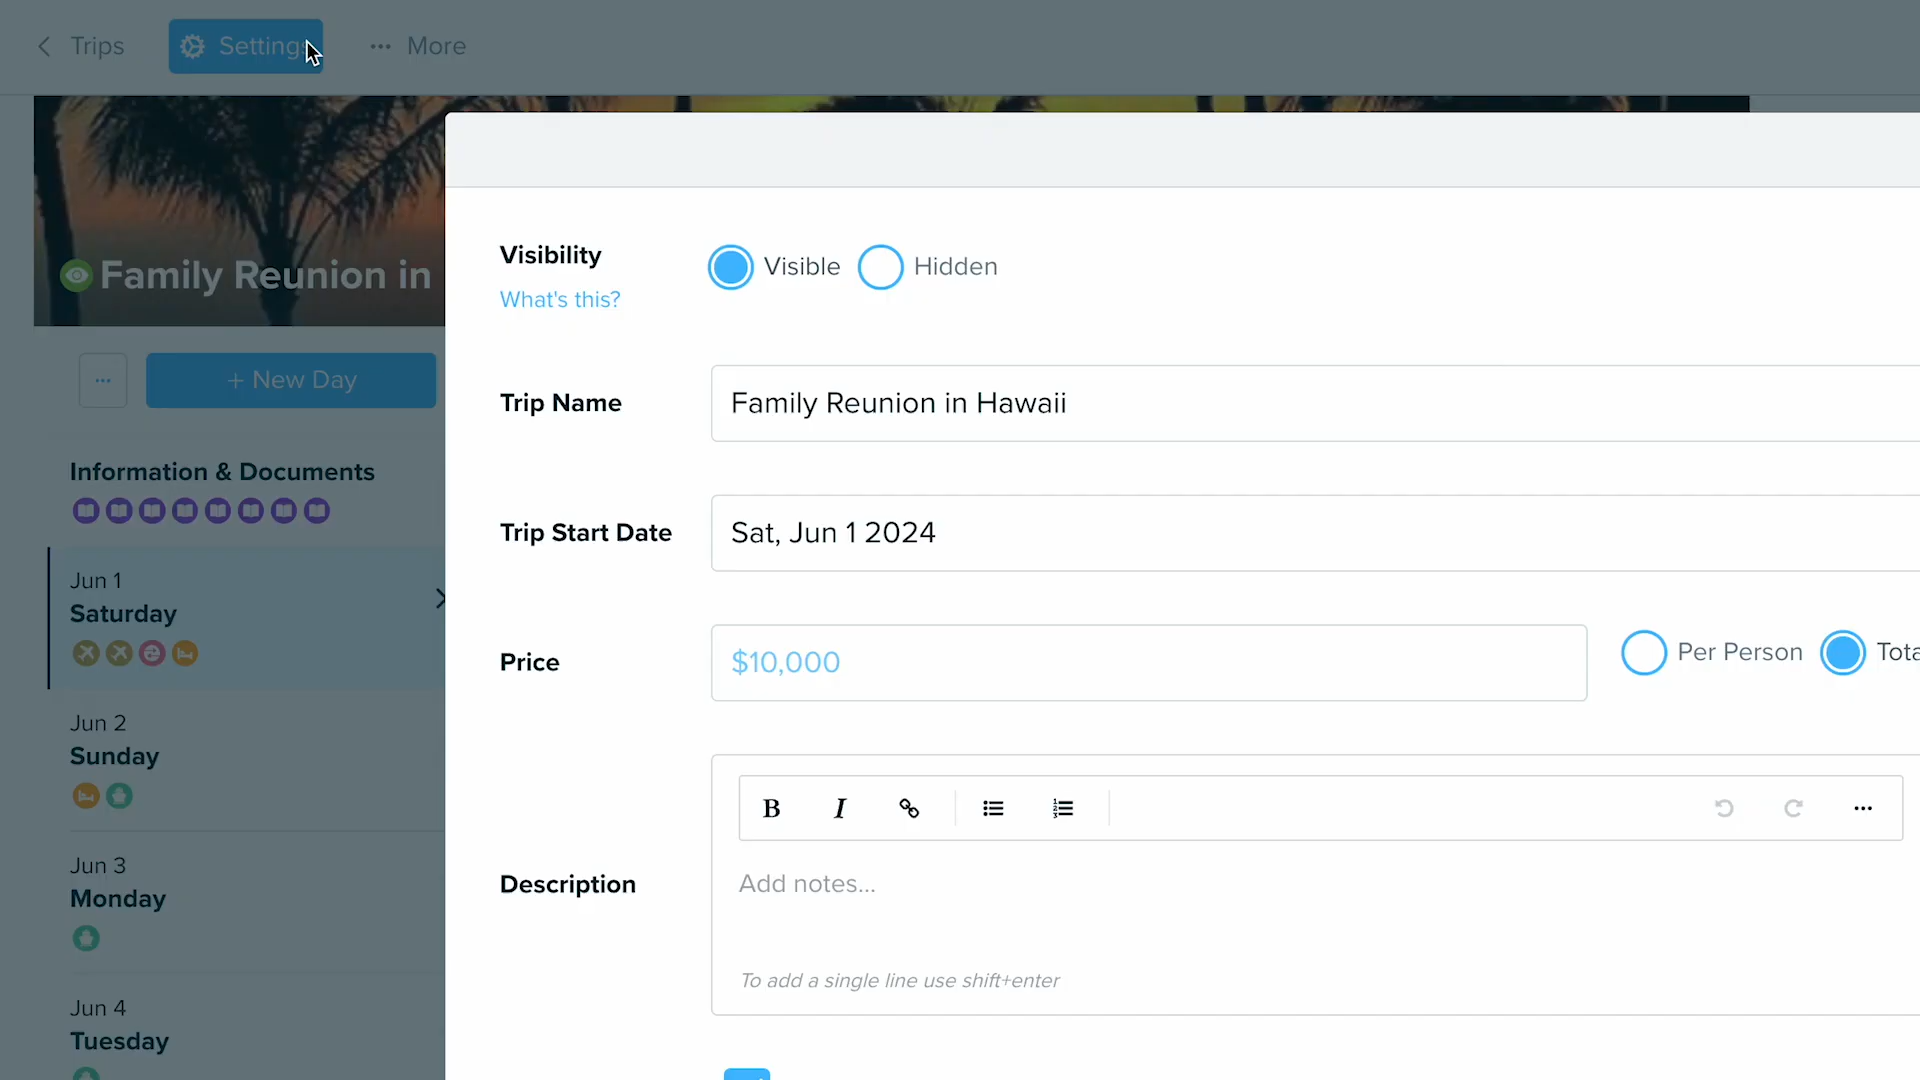 Trips
Settings
More
Family Reunion in
+ New Day
Information & Documents
Jun 1
Saturday
Jun 2
Sunday
Jun 3
Monday
Jun 4
Tuesday
Visibility
What's this?
Visible
Hidden
Trip Name
Family Reunion in Hawaii
Trip Start Date
Sat, Jun 1 2024
Price
$10,000
Per Person
Tota
B I
Description
Add notes...
To add a single line use shift+enter